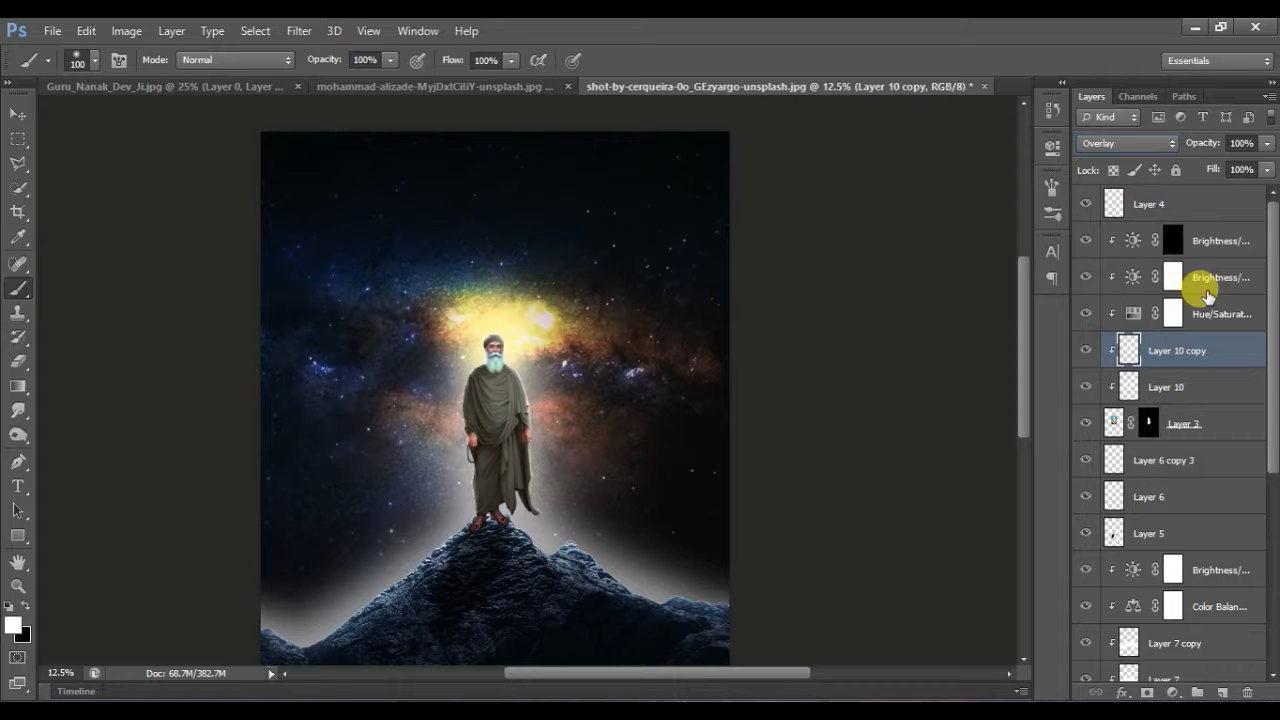 Ps File Edit Image Layer Type Select Filter 3D View Window Help
100 Mode: Normal Opacity: 100% Flow: 100% Essentials
Guru_Nanak_Dev_Ji.jpg @ 25% (Layer 0, Layer ... × mohammad-alizade-MyjDxtCiIiY-unsplash.jpg ... × shot-by-cerqueira-0o_GEzyargo-unsplash.jpg @ 12.5% (Layer 10 copy, RGB/8) * ×
Layers Channels Paths
Kind T
Overlay Opacity: 100%
Lock: Fill: 100%
Layer 4
Brightness/...
Brightness/...
Hue/Saturat...
Layer 10 copy
Layer 10
Layer 3
Layer 6 copy 3
Layer 6
Layer 5
Brightness/...
Color Balan...
Layer 7 copy
Layer 7
12.5% Doc: 68.7M/382.7M
Timeline
fx